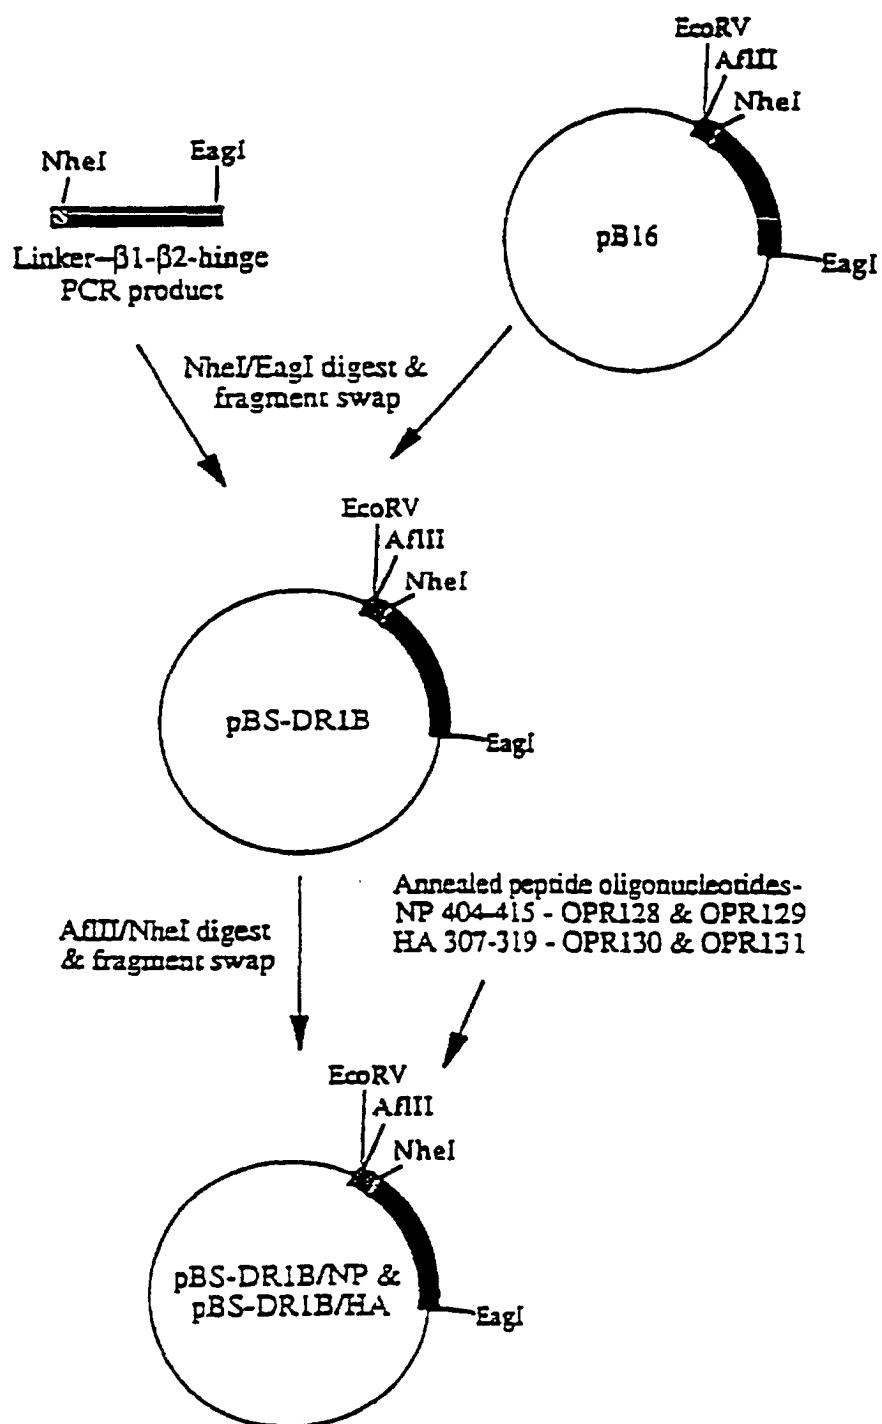 EcoRV
AflII
NheI
NheI
EagI
pB16
EagI
Linker-β1-β2-hinge
PCR product
NheI/EagI digest &
fragment swap
EcoRV
AflII
NheI
pBS-DR1B
EagI
Annealed peptide oligonucleotides-
NP 404-415 - OPR128 & OPR129
HA 307-319 - OPR130 & OPR131
AflII/NheI digest
& fragment swap
EcoRV
AflII
NheI
pBS-DR1B/NP &
pBS-DR1B/HA
EagI